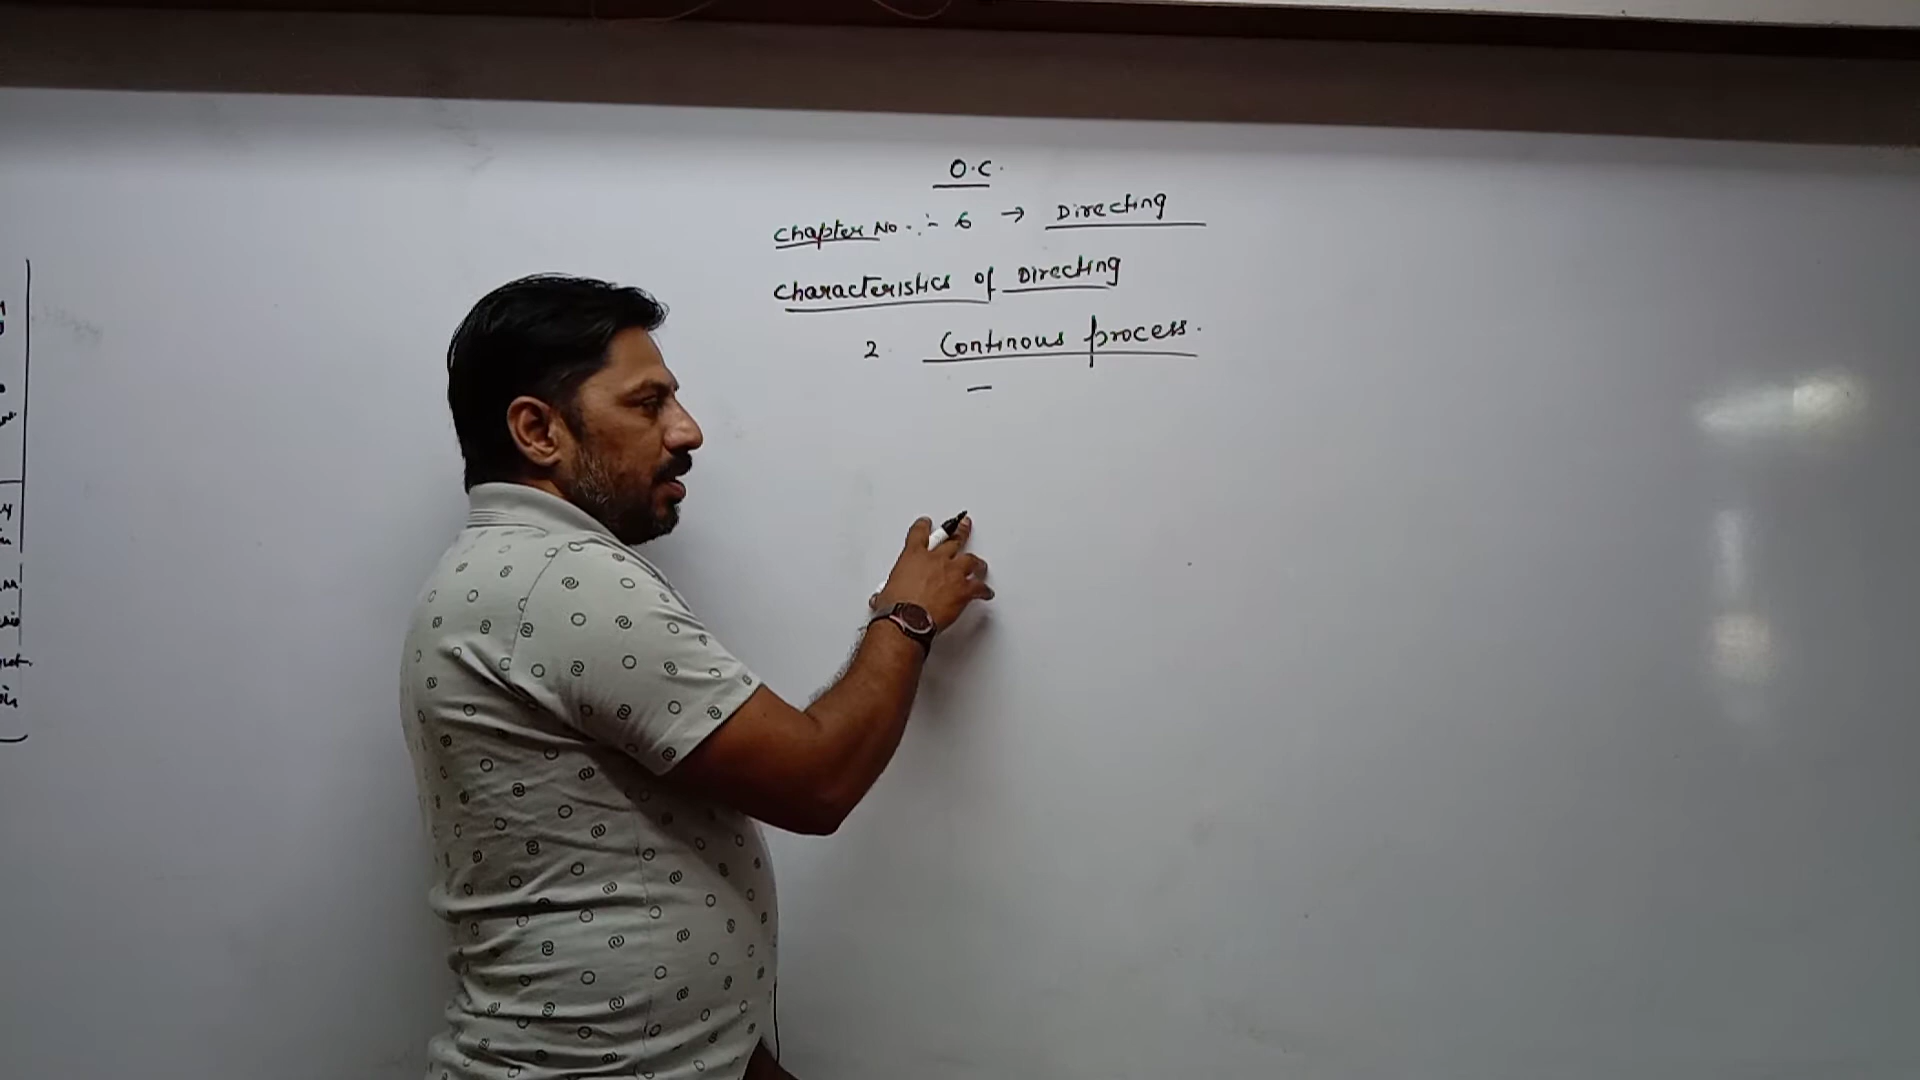 O.C.
Chapter No. :- 6 → Directing
Characteristics of Directing
2. Continous process.
—